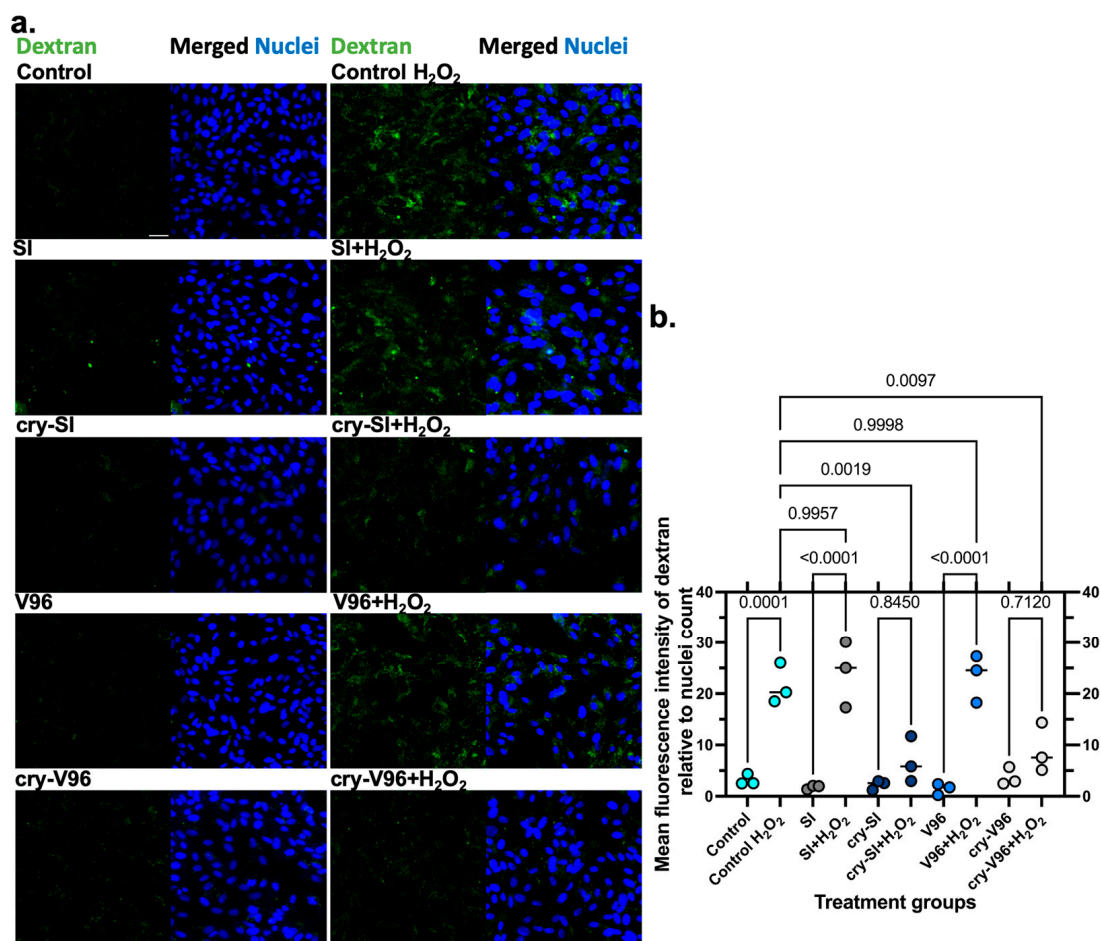 a.
Dextran Merged Nuclei Dextran Merged Nuclei
Control Control H₂O₂
SI SI+H₂O₂
cry-SI cry-SI+H₂O₂
V96 V96+H₂O₂
cry-V96 cry-V96+H₂O₂
b.
0.0097
0.9998
0.0019
0.9957
<0.0001 <0.0001
0.0001 0.8450 0.7120
Mean fluorescence intensity of dextran
relative to nuclei count
40 40
30 30
20 20
10 10
0 0
Control
Control H₂O₂
SI
SI+H₂O₂
cry-SI
cry-SI+H₂O₂
V96
V96+H₂O₂
cry-V96
cry-V96+H₂O₂
Treatment groups